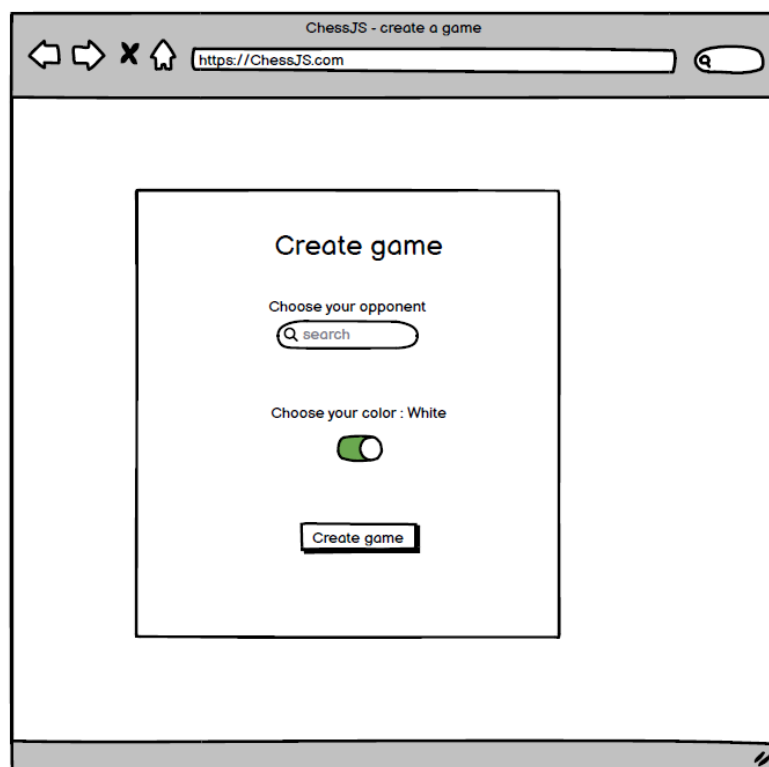 ChessJS - create a game
https://ChessJS.com
Create game
Choose your opponent
search
Choose your color : White
Create game